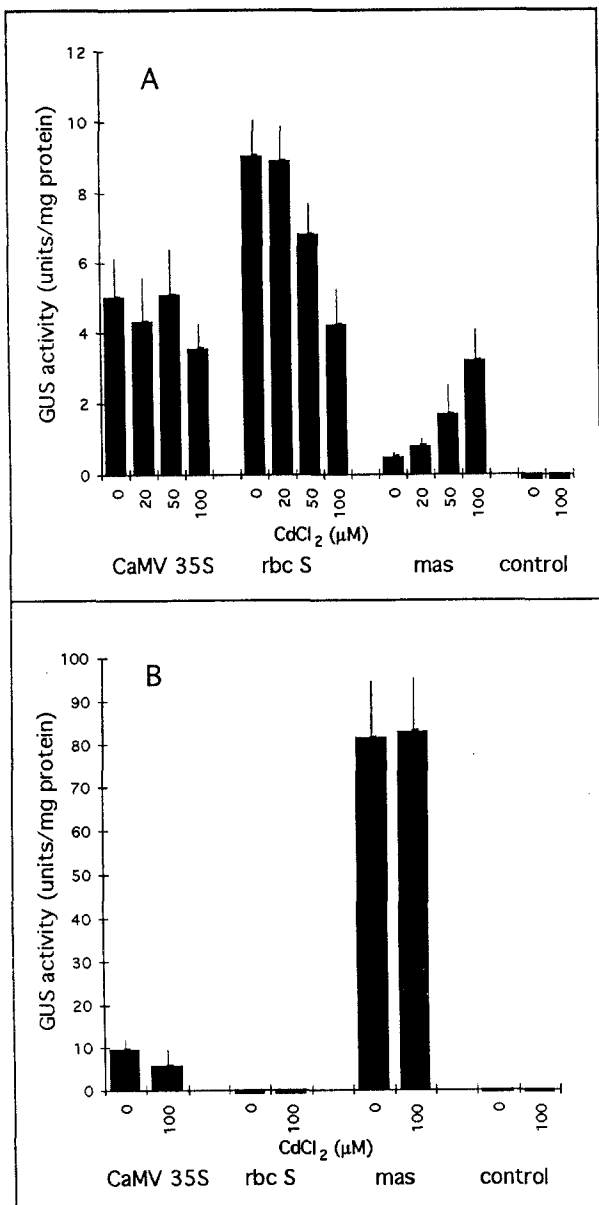 A
GUS activity (units/mg protein)
12
10
8
6
4
2
0
0 20 50 100 0 20 50 100 0 20 50 100 0 100
CdCl2 (µM)
CaMV 35S rbc S mas control
B
GUS activity (units/mg protein)
100
90
80
70
60
50
40
30
20
10
0
0 100 0 100 0 100 0 100
CdCl2 (µM)
CaMV 35S rbc S mas control